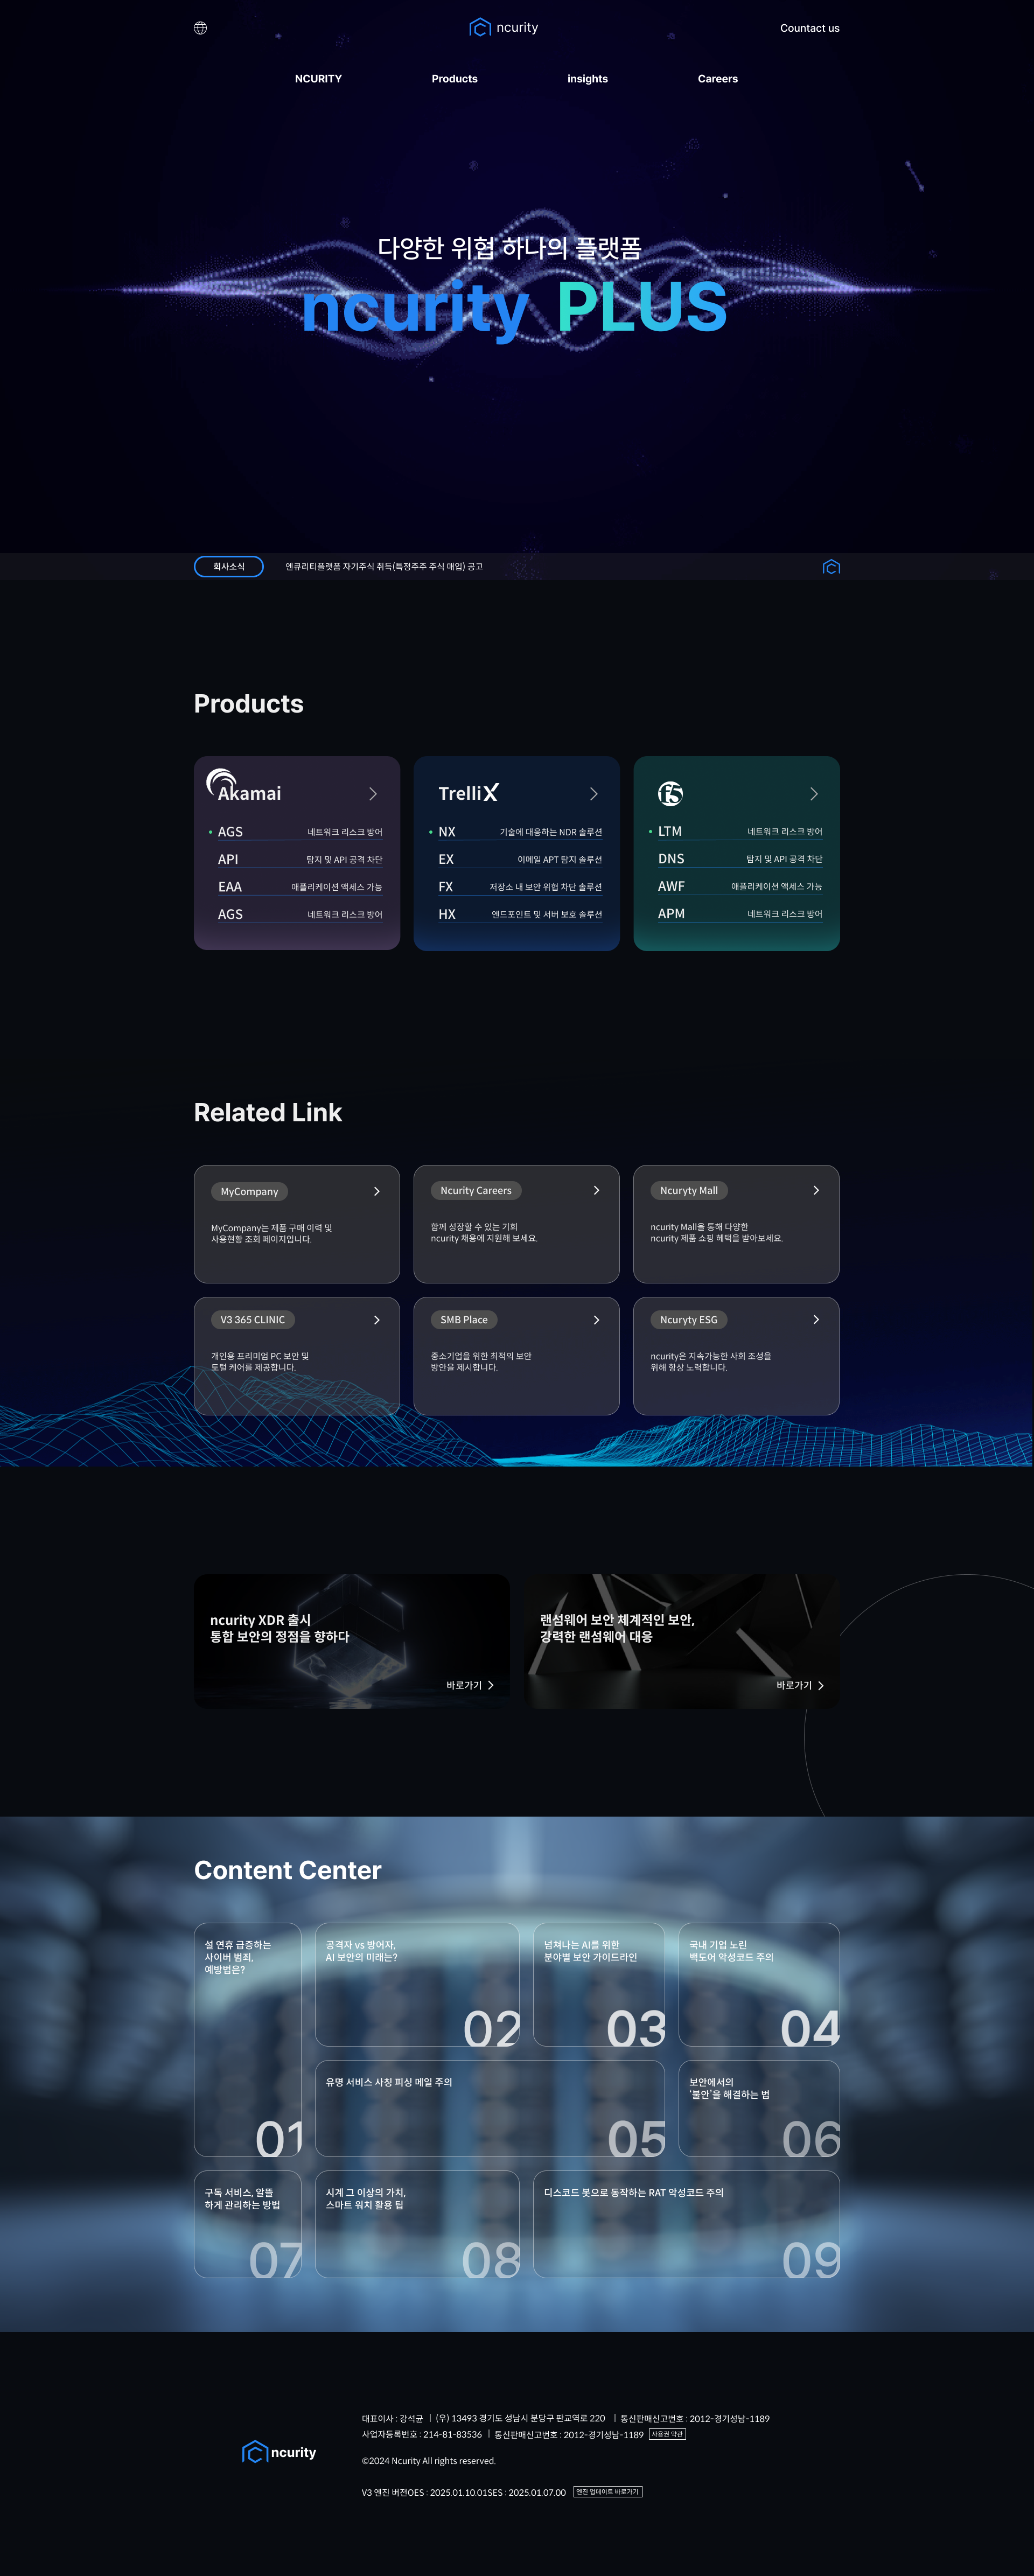 ncurity
Countact us
NCURITY
Products
insights
Careers
다양한 위협 하나의 플랫폼
ncurity PLUS
회사소식
엔큐리티플랫폼 자기주식 취득(특정주주 주식 매입) 공고
Products
Akamai
AGS 네트워크 리스크 방어
API 탐지 및 API 공격 차단
EAA 애플리케이션 액세스 가능
AGS 네트워크 리스크 방어
TrelliX
NX 기술에 대응하는 NDR 솔루션
EX 이메일 APT 탐지 솔루션
FX 저장소 내 보안 위협 차단 솔루션
HX 엔드포인트 및 서버 보호 솔루션
f5
LTM 네트워크 리스크 방어
DNS 탐지 및 API 공격 차단
AWF 애플리케이션 액세스 가능
APM 네트워크 리스크 방어
Related Link
MyCompany
MyCompany는 제품 구매 이력 및
사용현황 조회 페이지입니다.
Ncurity Careers
함께 성장할 수 있는 기회
ncurity 채용에 지원해 보세요.
Ncuryty Mall
ncurity Mall을 통해 다양한
ncurity 제품 쇼핑 혜택을 받아보세요.
V3 365 CLINIC
개인용 프리미엄 PC 보안 및
토털 케어를 제공합니다.
SMB Place
중소기업을 위한 최적의 보안
방안을 제시합니다.
Ncuryty ESG
ncurity은 지속가능한 사회 조성을
위해 항상 노력합니다.
ncurity XDR 출시
통합 보안의 정점을 향하다
바로가기
랜섬웨어 보안 체계적인 보안,
강력한 랜섬웨어 대응
바로가기
Content Center
설 연휴 급증하는
사이버 범죄,
예방법은?
01
공격자 vs 방어자,
AI 보안의 미래는?
02
넘쳐나는 AI를 위한
분야별 보안 가이드라인
03
국내 기업 노린
백도어 악성코드 주의
04
유명 서비스 사칭 피싱 메일 주의
05
보안에서의
‘불안’을 해결하는 법
06
구독 서비스, 알뜰
하게 관리하는 방법
07
시계 그 이상의 가치,
스마트 워치 활용 팁
08
디스코드 봇으로 동작하는 RAT 악성코드 주의
09
ncurity
대표이사 : 강석균 | (우) 13493 경기도 성남시 분당구 판교역로 220 | 통신판매신고번호 : 2012-경기성남-1189
사업자등록번호 : 214-81-83536 | 통신판매신고번호 : 2012-경기성남-1189 사용권 약관
©2024 Ncurity All rights reserved.
V3 엔진 버전OES : 2025.01.10.01SES : 2025.01.07.00 엔진 업데이트 바로가기